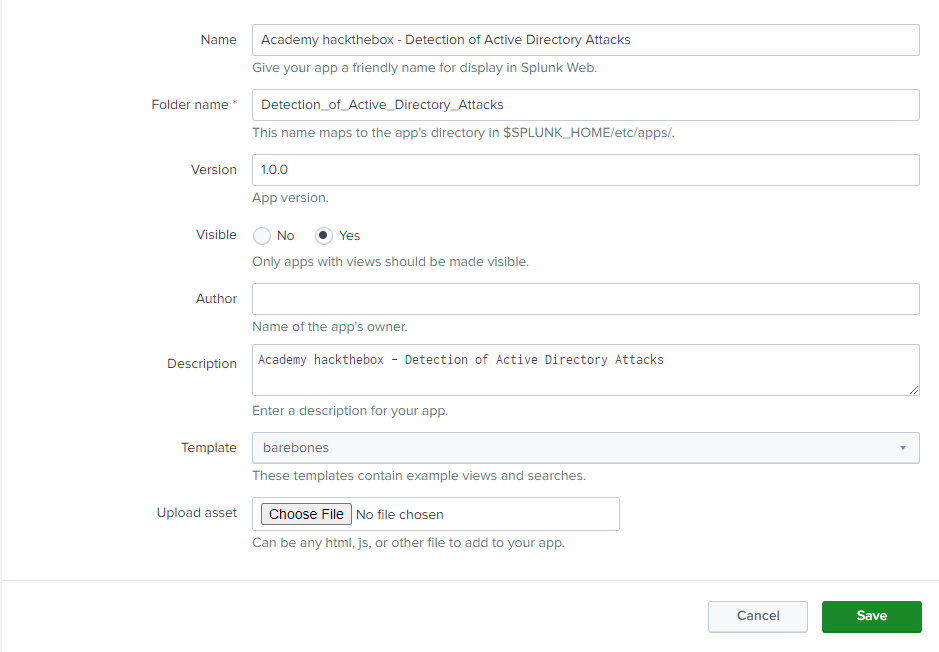 Name
Academy hackthebox - Detection of Active Directory Attacks
Give your app a friendly name for display in Splunk Web.
Folder name *
Detection_of_Active_Directory_Attacks
This name maps to the app's directory in $SPLUNK_HOME/etc/apps/.
Version
1.0.0
App version.
Visible
No
Yes
Only apps with views should be made visible.
Author
Name of the app's owner.
Description
Academy hackthebox - Detection of Active Directory Attacks
Enter a description for your app.
Template
barebones
These templates contain example views and searches.
Upload asset
Choose File No file chosen
Can be any html, js, or other file to add to your app.
Cancel
Save